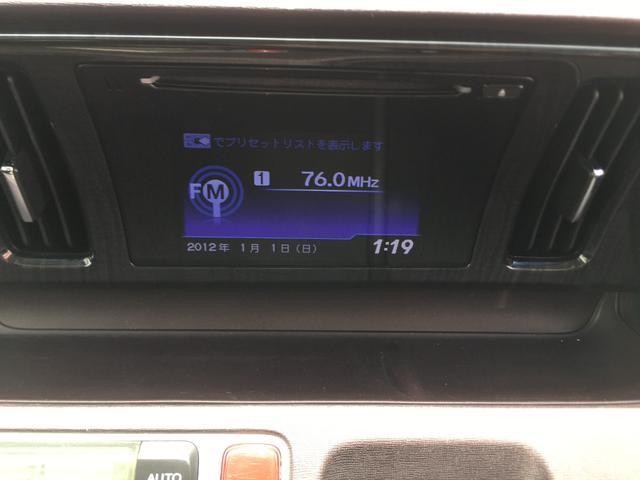 でプリセットリストを表示します
FM 1 76.0MHz
2012年 1月 1日(日) 1:19
AUTO